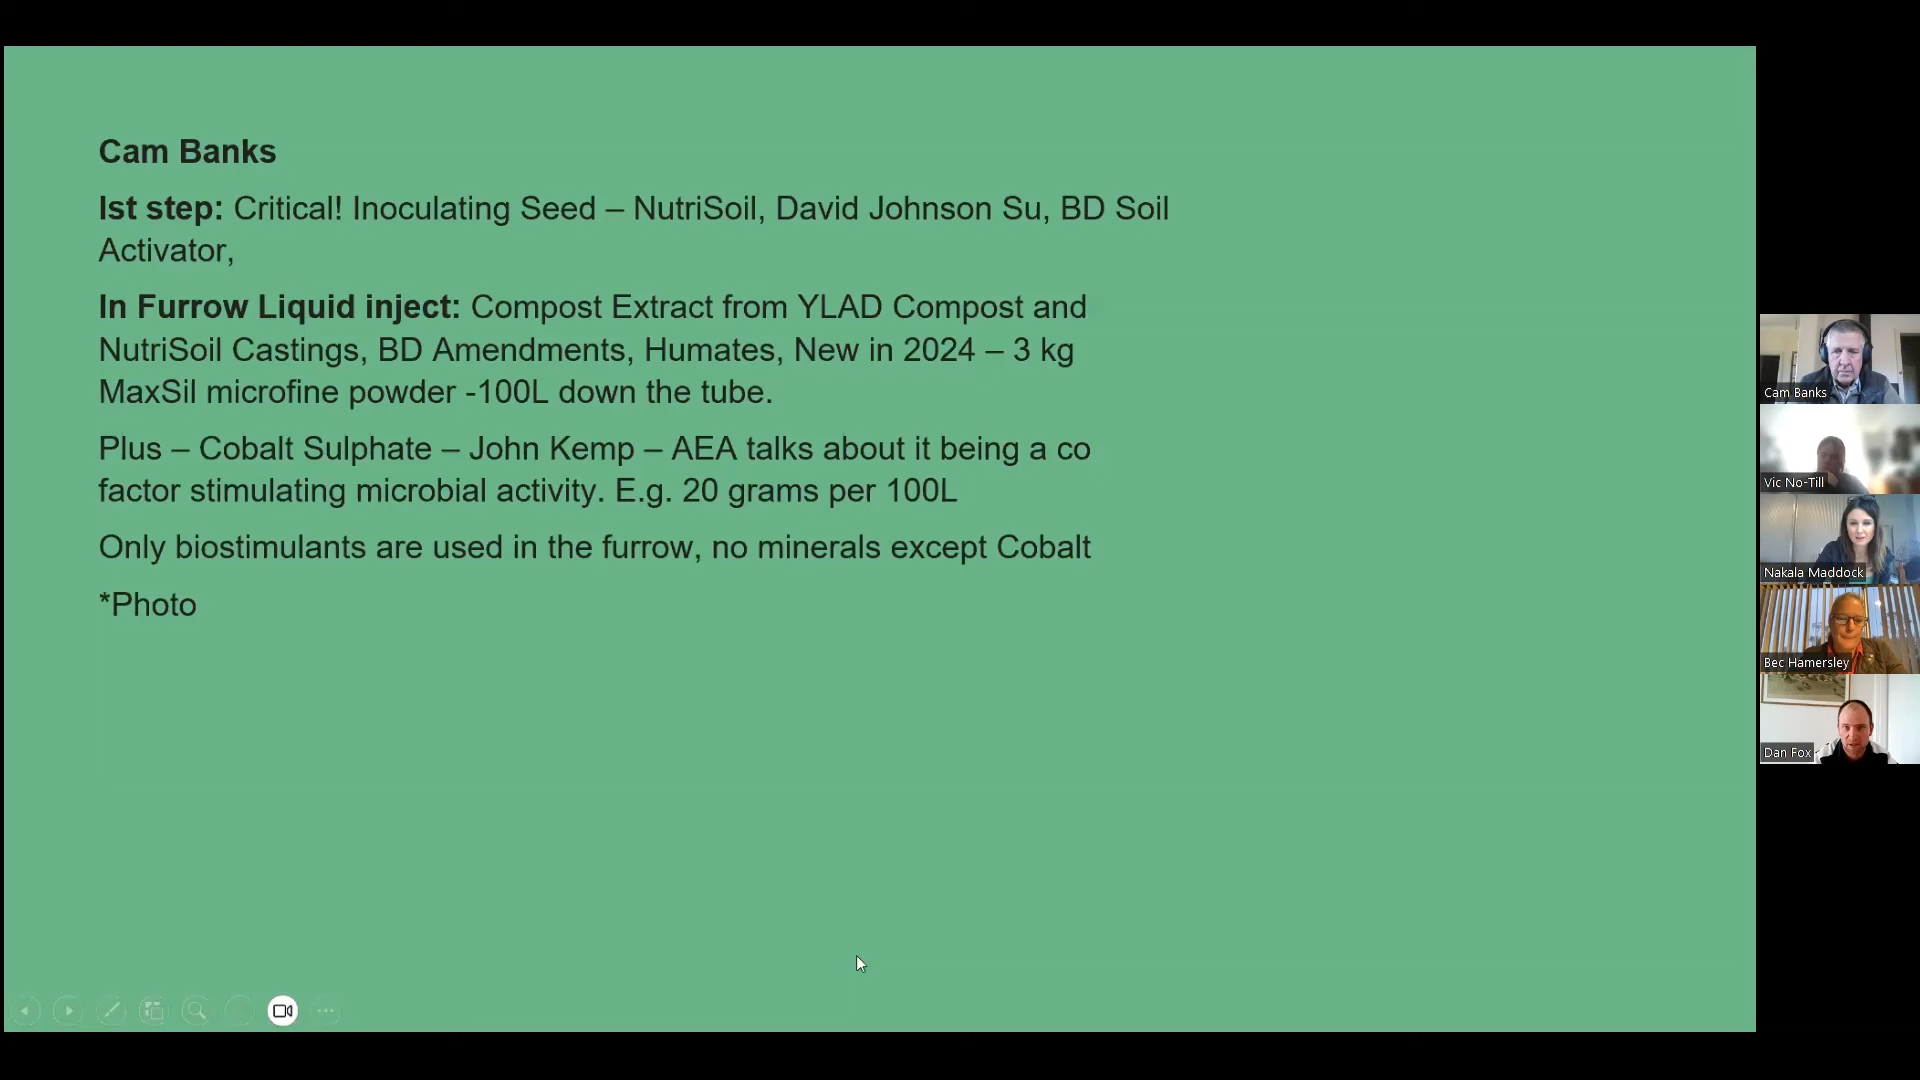 Cam Banks
Ist step: Critical! Inoculating Seed – NutriSoil, David Johnson Su, BD Soil
Activator,
In Furrow Liquid inject: Compost Extract from YLAD Compost and
NutriSoil Castings, BD Amendments, Humates, New in 2024 – 3 kg
MaxSil microfine powder -100L down the tube.
Plus – Cobalt Sulphate – John Kemp – AEA talks about it being a co
factor stimulating microbial activity. E.g. 20 grams per 100L
Only biostimulants are used in the furrow, no minerals except Cobalt
*Photo
Cam Banks
Vic No-Till
Nakala Maddock
Bec Hamersley
Dan Fox